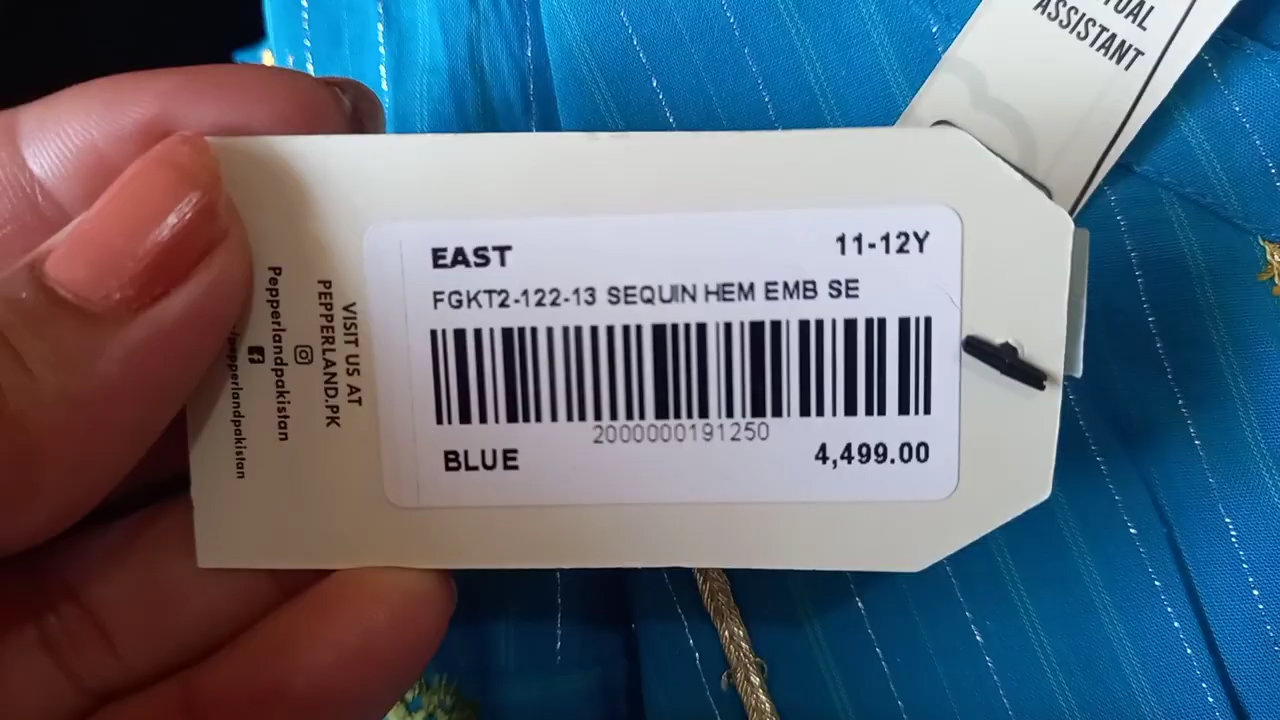 ASSISTANT
EAST
11-12Y
FGKT2-122-13 SEQUIN HEM EMB SE
2000000191250
BLUE
4,499.00
VISIT US AT
PEPPERLAND.PK
Pepperlandpakistan
/pepperlandpakistan